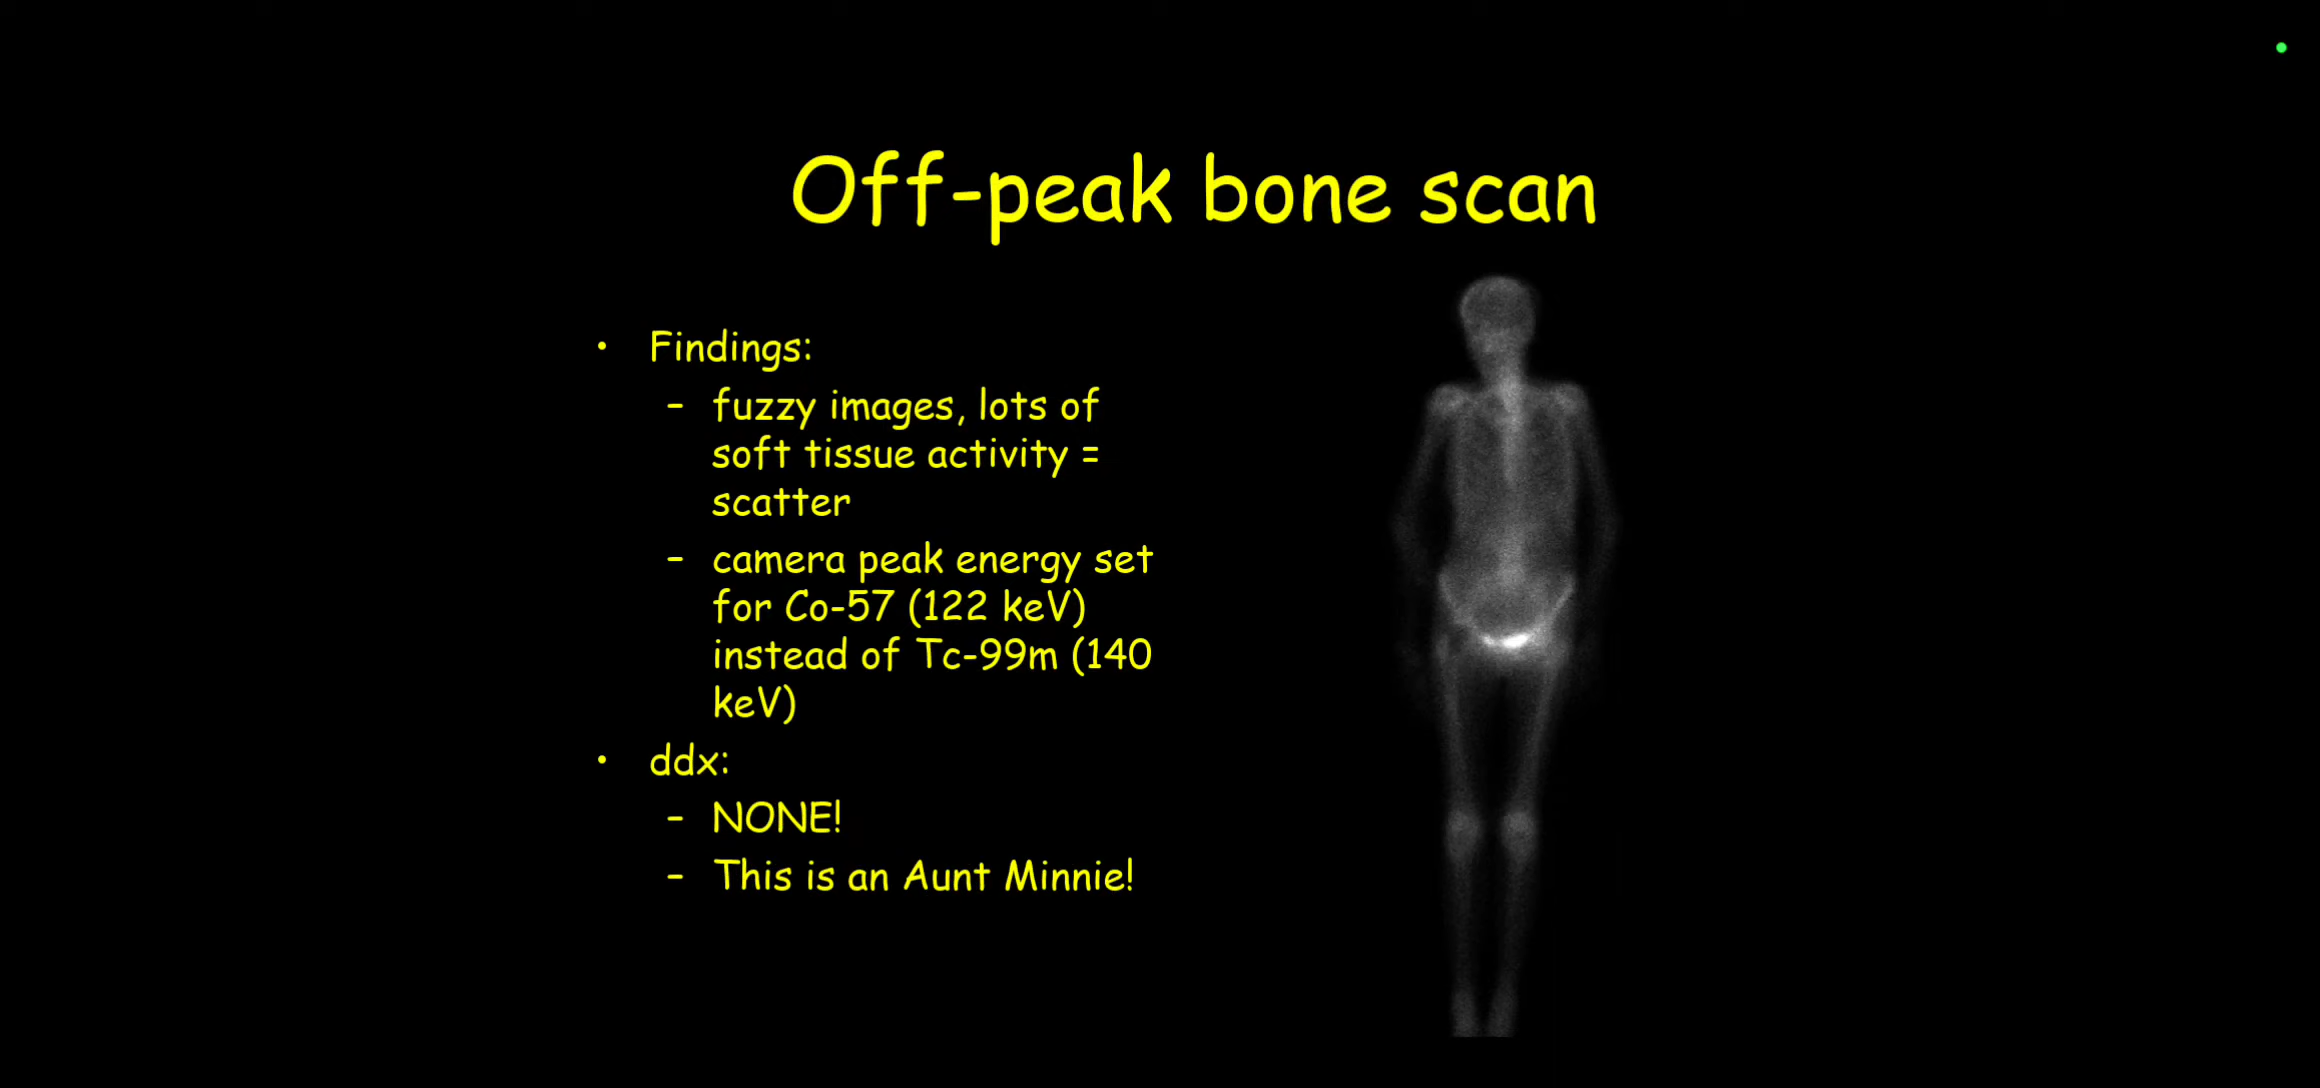 Off-peak bone scan
• Findings:
– fuzzy images, lots of
soft tissue activity =
scatter
– camera peak energy set
for Co-57 (122 keV)
instead of Tc-99m (140
keV)
• ddx:
– NONE!
– This is an Aunt Minnie!